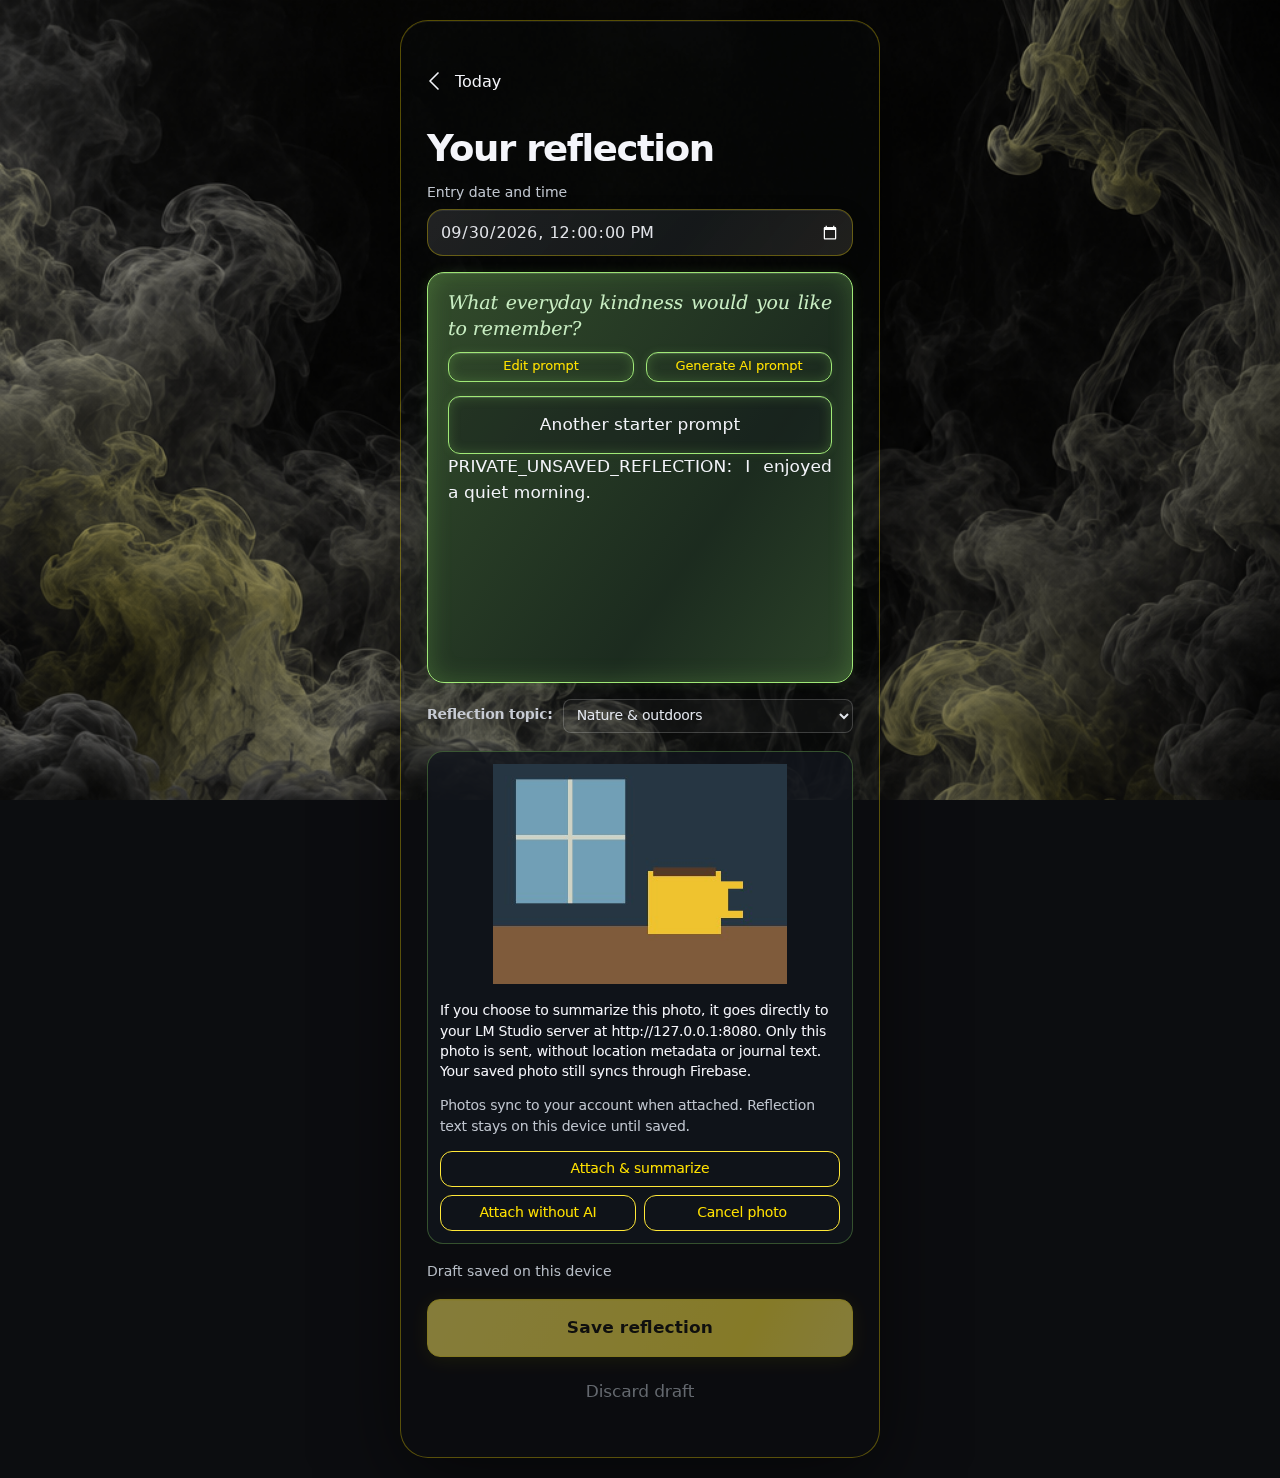 Today
Your reflection
Entry date and time
09/30/2026, 12:00:00 PM
What everyday kindness would you like
to remember?
Edit prompt
Generate AI prompt
Another starter prompt
PRIVATE_UNSAVED_REFLECTION: I enjoyed
a quiet morning.
Reflection topic:
Nature & outdoors
If you choose to summarize this photo, it goes directly to
your LM Studio server at http://127.0.0.1:8080. Only this
photo is sent, without location metadata or journal text.
Your saved photo still syncs through Firebase.
Photos sync to your account when attached. Reflection
text stays on this device until saved.
Attach & summarize
Attach without AI
Cancel photo
Draft saved on this device
Save reflection
Discard draft